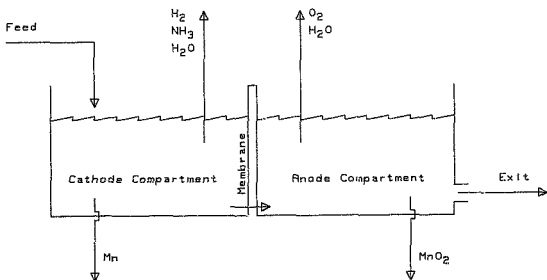 Feed
H₂
NH₃
H₂O
O₂
H₂O
Cathode Compartment
Membrane
Anode Compartment
Exit
Mn
MnO₂